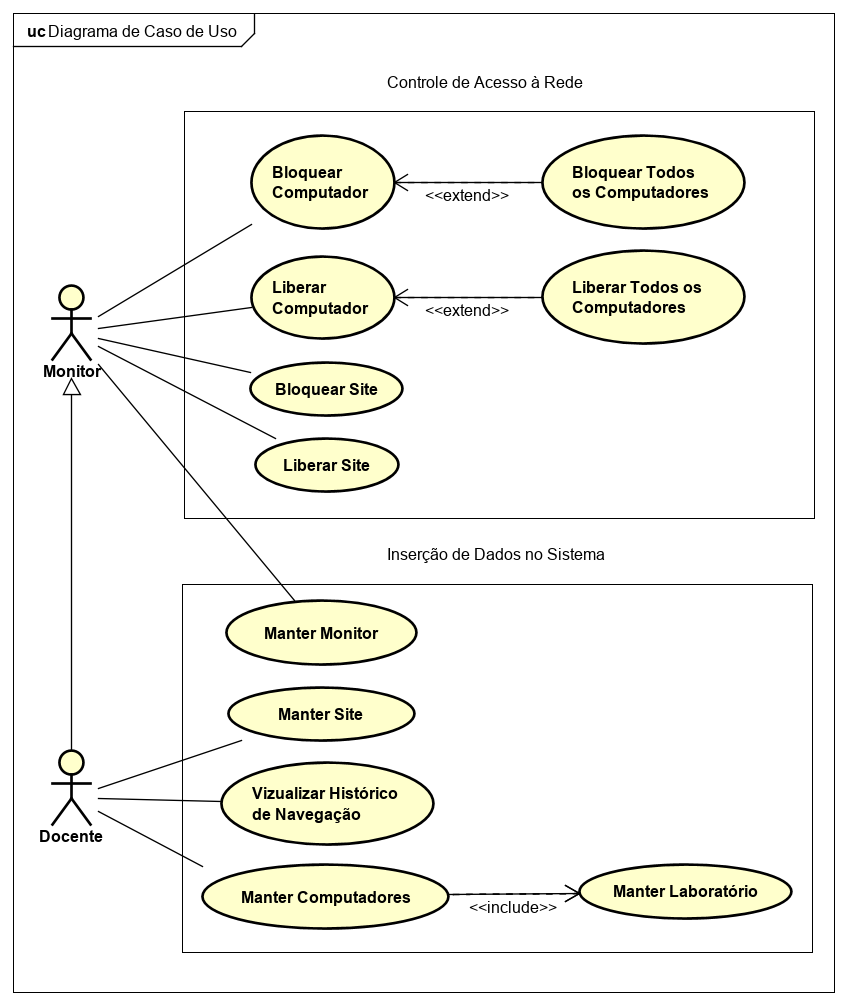 uc Diagrama de Caso de Uso
Controle de Acesso à Rede
Bloquear
Computador
<<extend>>
Bloquear Todos
os Computadores
Liberar
Computador
<<extend>>
Liberar Todos os
Computadores
Monitor
Bloquear Site
Liberar Site
Inserção de Dados no Sistema
Manter Monitor
Manter Site
Vizualizar Histórico
de Navegação
Docente
Manter Computadores
<<include>>
Manter Laboratório